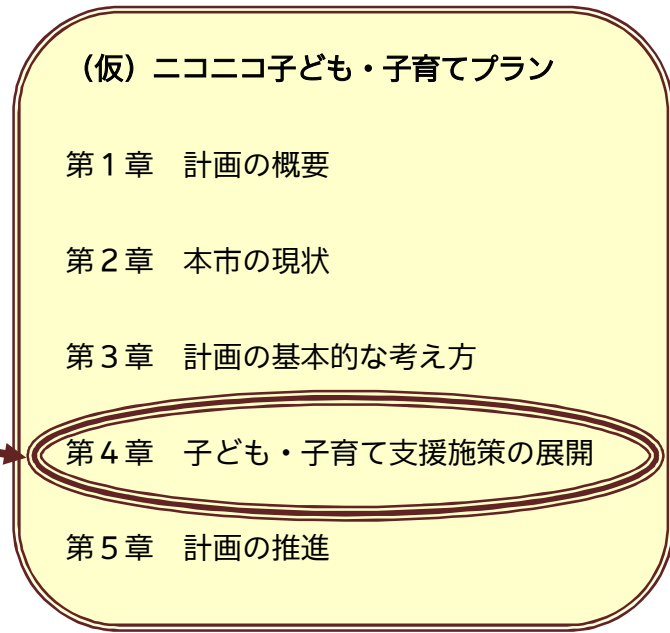 （仮）ニコニコ子ども・子育てプラン
第１章　計画の概要
第２章　本市の現状
第３章　計画の基本的な考え方
第４章　子ども・子育て支援施策の展開
第５章　計画の推進